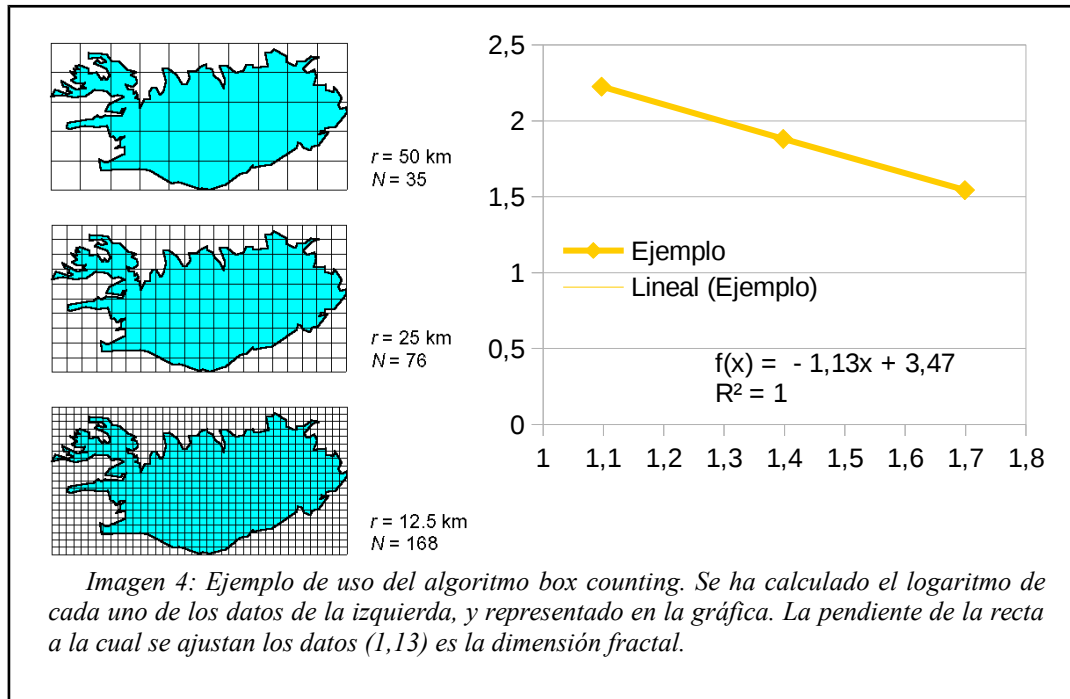 r = 50 km
N = 35
r = 25 km
N = 76
r = 12.5 km
N = 168
2,5
2
1,5
1
0,5
0
Ejemplo
Lineal (Ejemplo)
f(x) = - 1,13x + 3,47
R² = 1
1 1,1 1,2 1,3 1,4 1,5 1,6 1,7 1,8
Imagen 4: Ejemplo de uso del algoritmo box counting. Se ha calculado el logaritmo de
cada uno de los datos de la izquierda, y representado en la gráfica. La pendiente de la recta
a la cual se ajustan los datos (1,13) es la dimensión fractal.